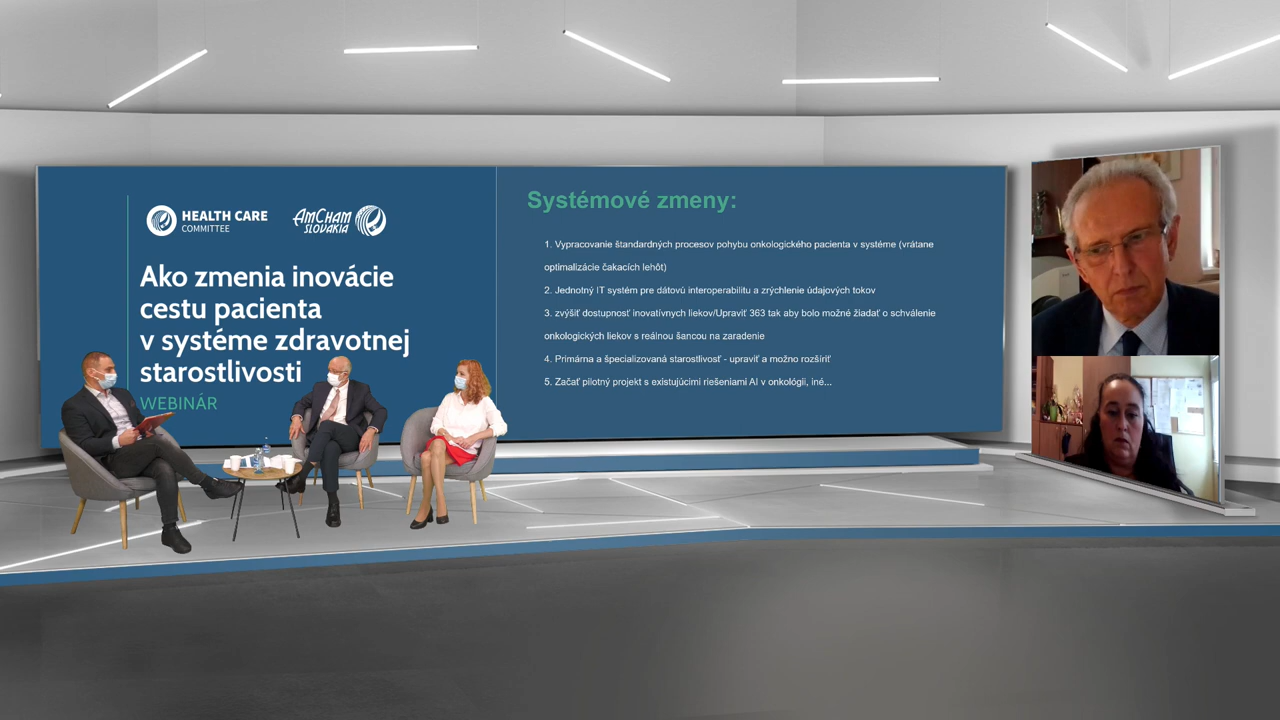 HEALTH CARE
COMMITTEE
AMCHAM
SLOVAKIA
Ako zmenia inovácie
cestu pacienta
v systéme zdravotnej
starostlivosti
WEBINÁR
Systémové zmeny:
1. Vypracovanie štandardných procesov pohybu onkologického pacienta v systéme (vrátane
optimalizácie čakacích lehôt)
2. Jednotný IT systém pre dátovú interoperabilitu a zrýchlenie údajových tokov
3. zvýšiť dostupnosť inovatívnych liekov/Upraviť 363 tak aby bolo možné žiadať o schválenie
onkologických liekov s reálnou šancou na zaradenie
4. Primárna a špecializovaná starostlivosť - upraviť a možno rozšíriť
5. Začať pilotný projekt s existujúcimi riešeniami AI v onkológii, iné...